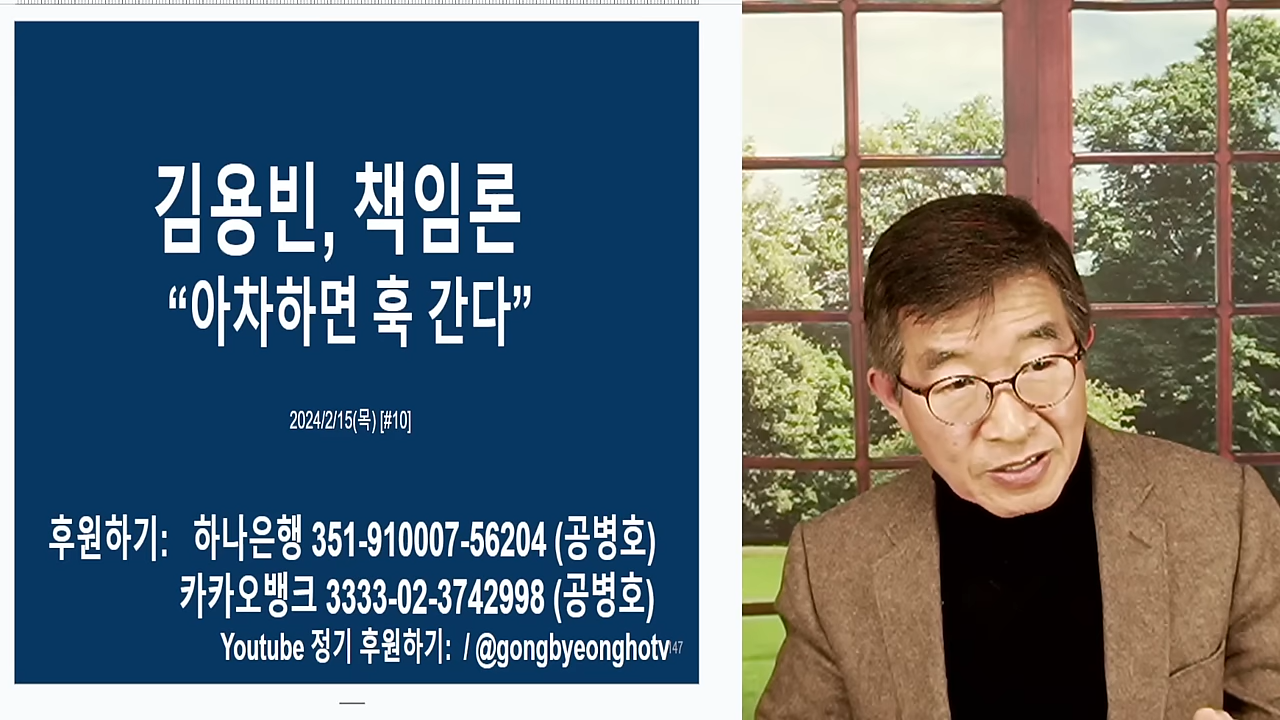 김용빈, 책임론
“아차하면 훅 간다”
2024/2/15(목) [#10]
후원하기: 하나은행 351-910007-56204 (공병호)
카카오뱅크 3333-02-3742998 (공병호)
Youtube 정기 후원하기: / @gongbyeonghotv
147